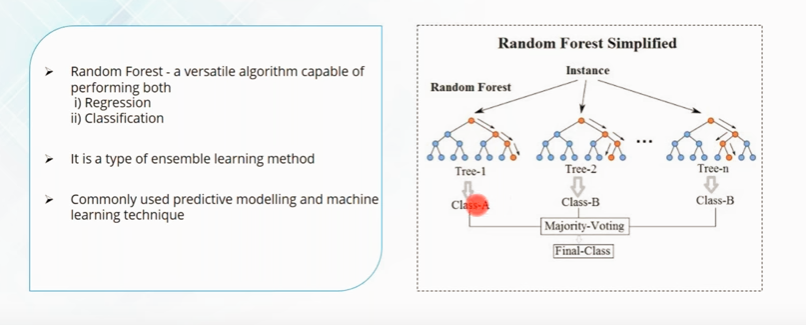 ➤ Random Forest - a versatile algorithm capable of
performing both
i) Regression
ii) Classification
➤ It is a type of ensemble learning method
➤ Commonly used predictive modelling and machine
learning technique
Random Forest Simplified
Instance
Random Forest
...
Tree-1 Tree-2 Tree-n
Class-A Class-B Class-B
Majority-Voting
Final-Class